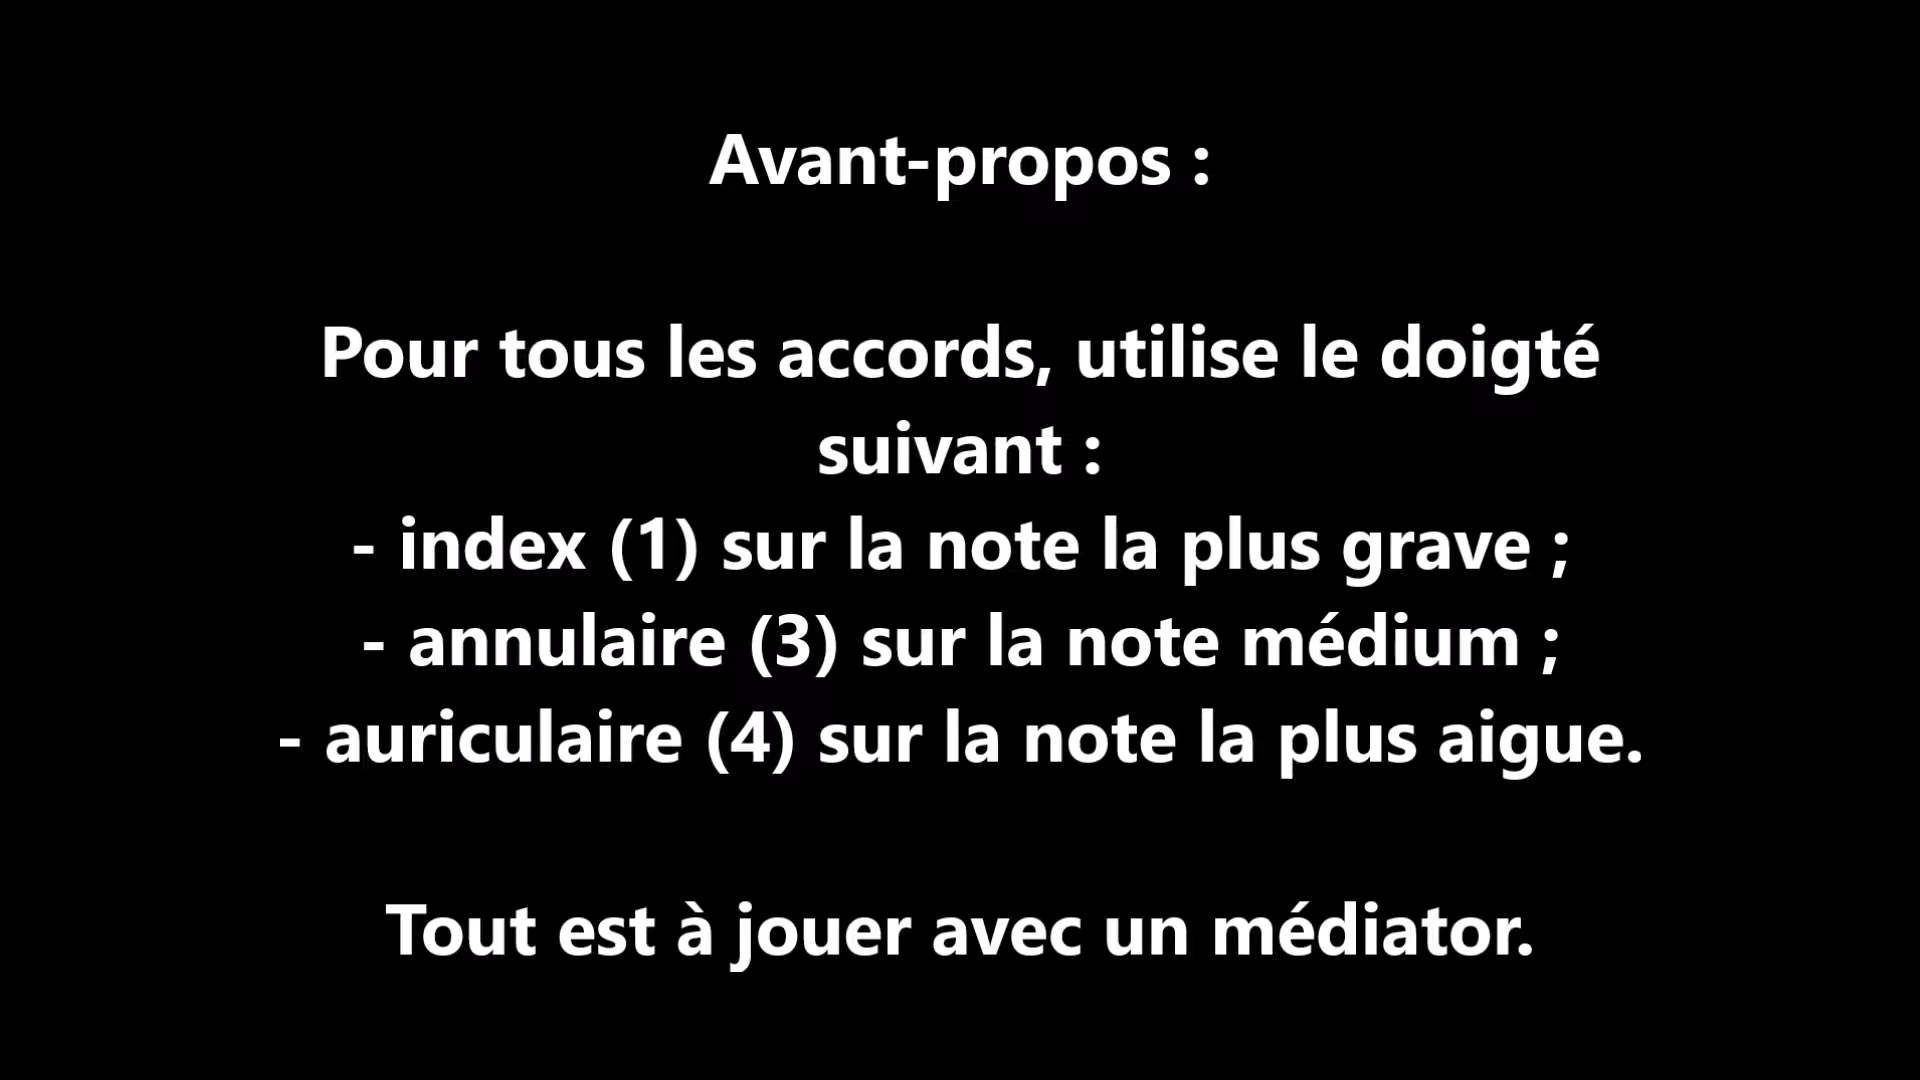 Avant-propos :
Pour tous les accords, utilise le doigté
suivant :
- index (1) sur la note la plus grave ;
- annulaire (3) sur la note médium ;
- auriculaire (4) sur la note la plus aigue.
Tout est à jouer avec un médiator.